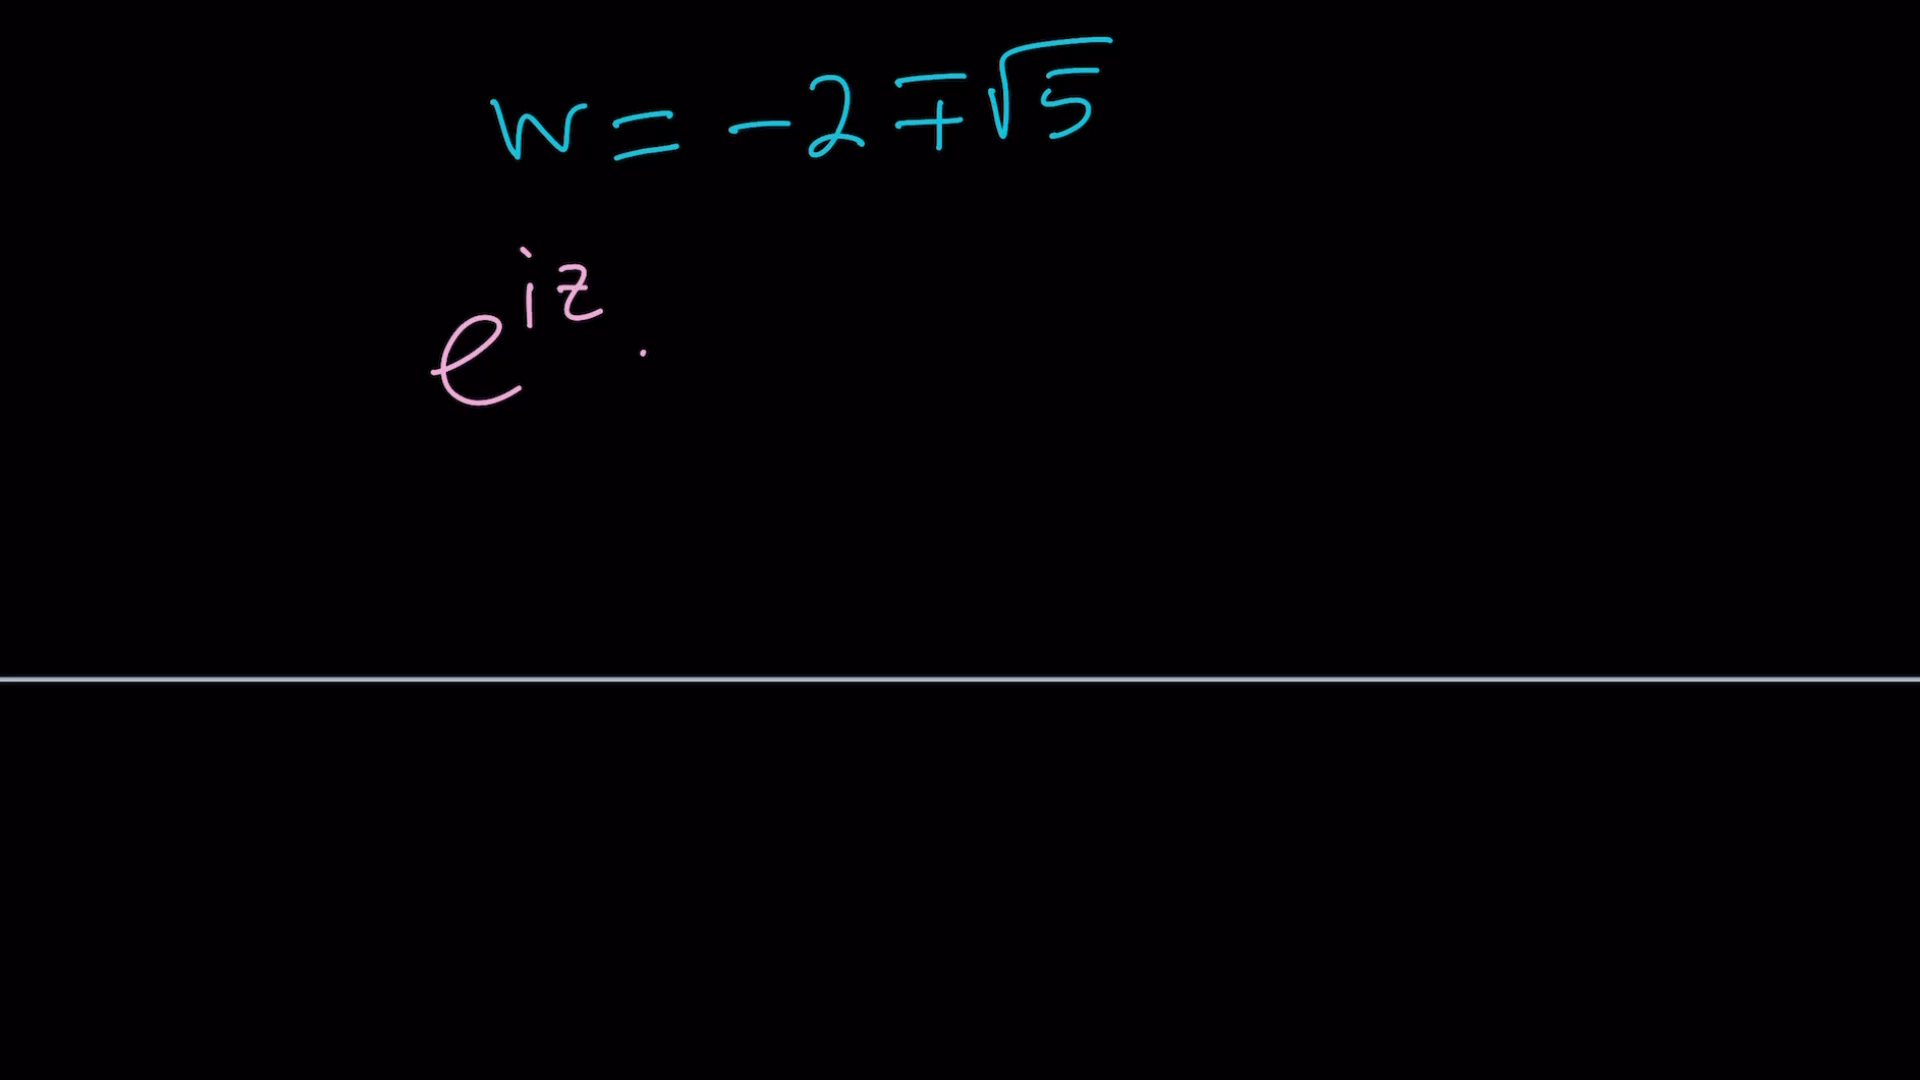 w = -2 ∓ √5
e^{iz} .